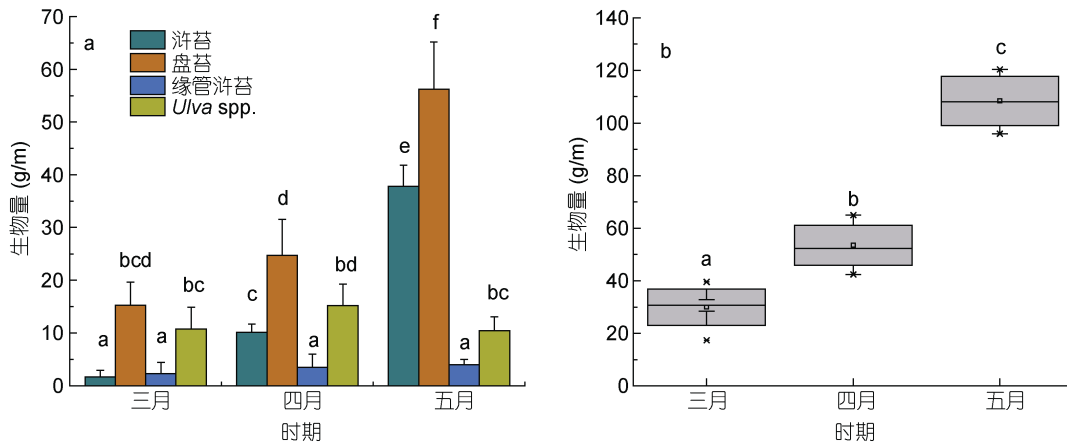 a
浒苔
盘苔
缘管浒苔
Ulva spp.
生物量 (g/m)
70
60
50
40
30
20
10
0
a
bcd
a
bc
c
d
a
bd
e
f
a
bc
三月
四月
五月
时期
b
生物量 (g/m)
140
120
100
80
60
40
20
0
a
b
c
三月
四月
五月
时期